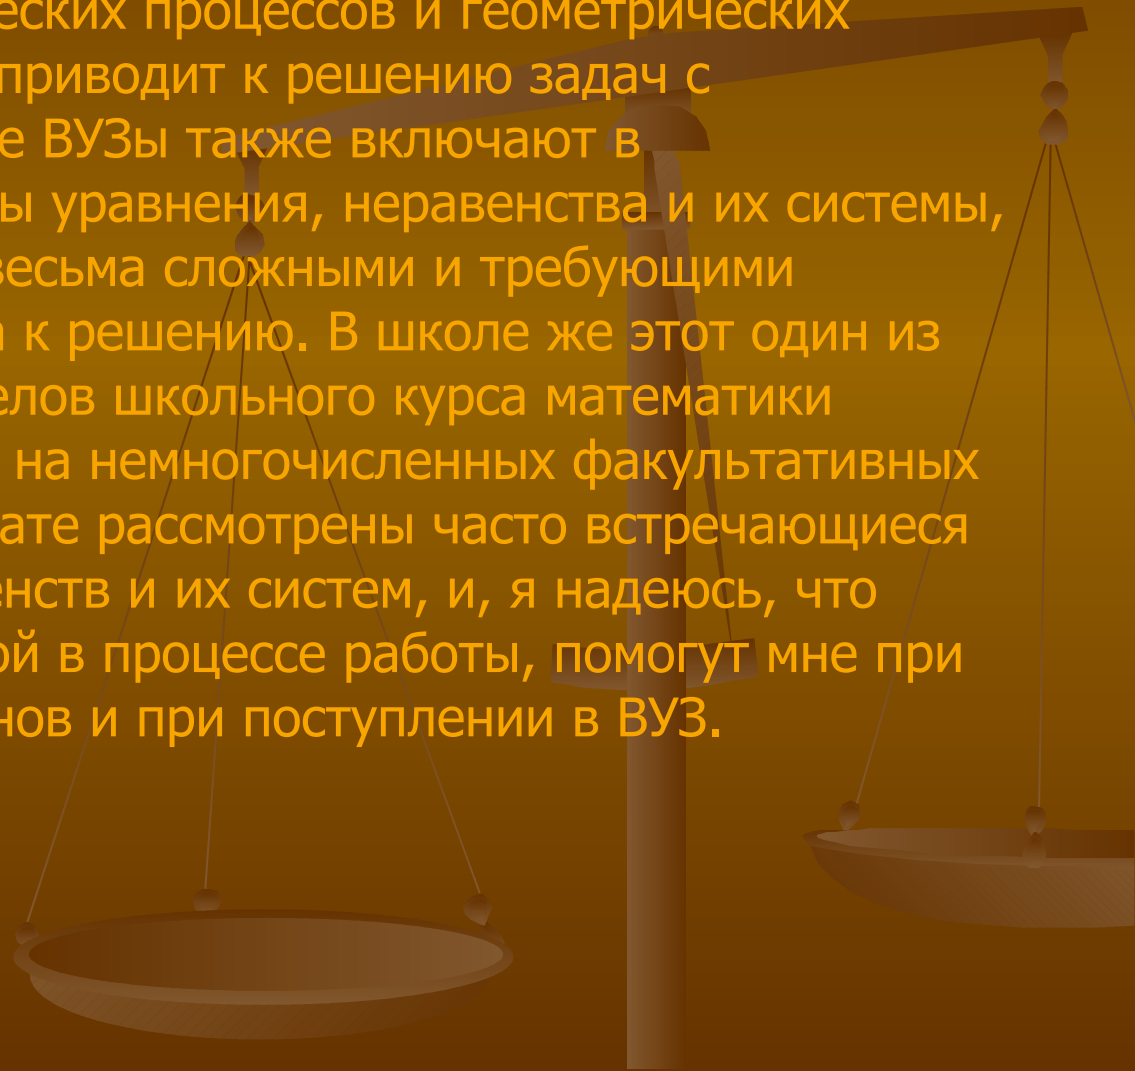 еских процессов и геометрических
приводит к решению задач с
е ВУЗы также включают в
ы уравнения, неравенства и их системы,
весьма сложными и требующими
а к решению. В школе же этот один из
елов школьного курса математики
на немногочисленных факультативных
ате рассмотрены часто встречающиеся
енств и их систем, и, я надеюсь, что
ой в процессе работы, помогут мне при
нов и при поступлении в ВУЗ.